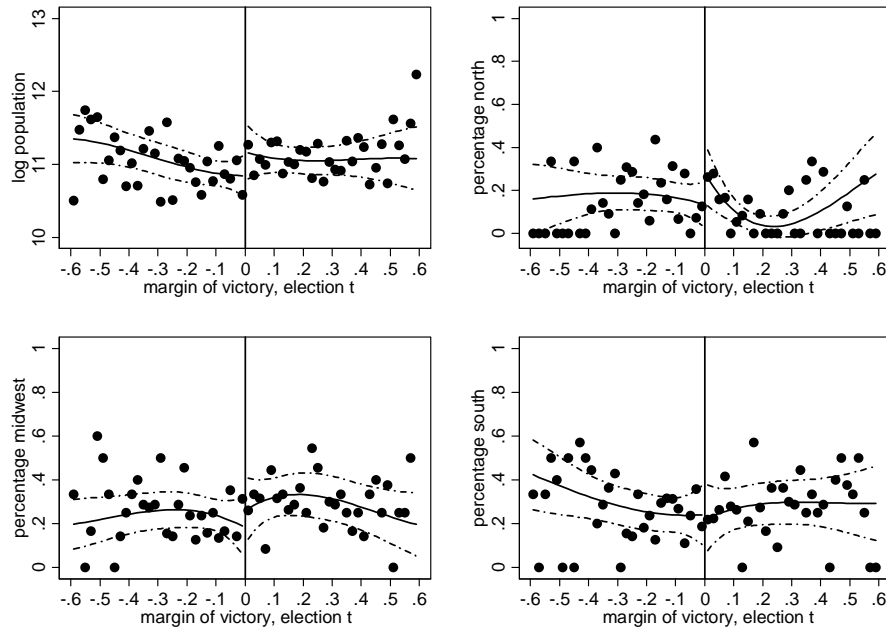 log population
13
12
11
10
-.6 -.5 -.4 -.3 -.2 -.1 0 .1 .2 .3 .4 .5 .6
margin of victory, election t
percentage north
1
.8
.6
.4
.2
0
-.6 -.5 -.4 -.3 -.2 -.1 0 .1 .2 .3 .4 .5 .6
margin of victory, election t
percentage midwest
1
.8
.6
.4
.2
0
-.6 -.5 -.4 -.3 -.2 -.1 0 .1 .2 .3 .4 .5 .6
margin of victory, election t
percentage south
1
.8
.6
.4
.2
0
-.6 -.5 -.4 -.3 -.2 -.1 0 .1 .2 .3 .4 .5 .6
margin of victory, election t